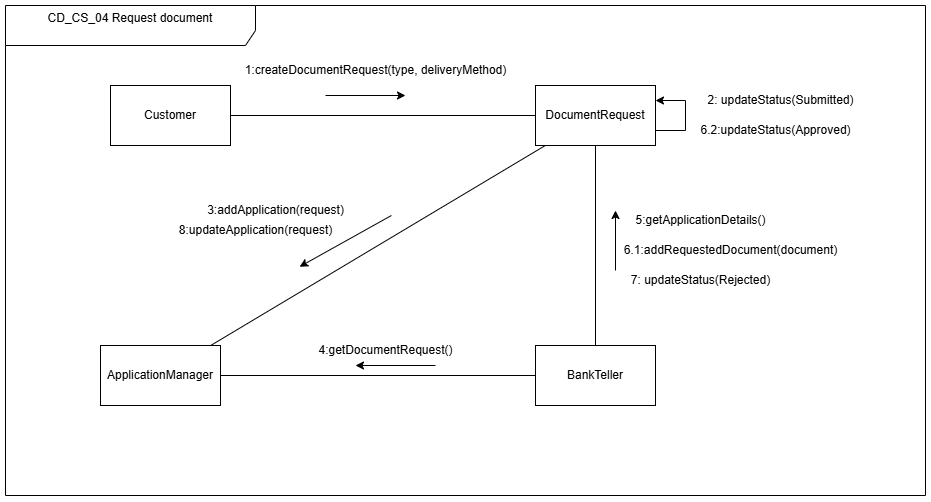 CD_CS_04 Request document
1:createDocumentRequest(type, deliveryMethod)
Customer
DocumentRequest
2: updateStatus(Submitted)
6.2:updateStatus(Approved)
3:addApplication(request)
8:updateApplication(request)
5:getApplicationDetails()
6.1:addRequestedDocument(document)
7: updateStatus(Rejected)
4:getDocumentRequest()
ApplicationManager
BankTeller